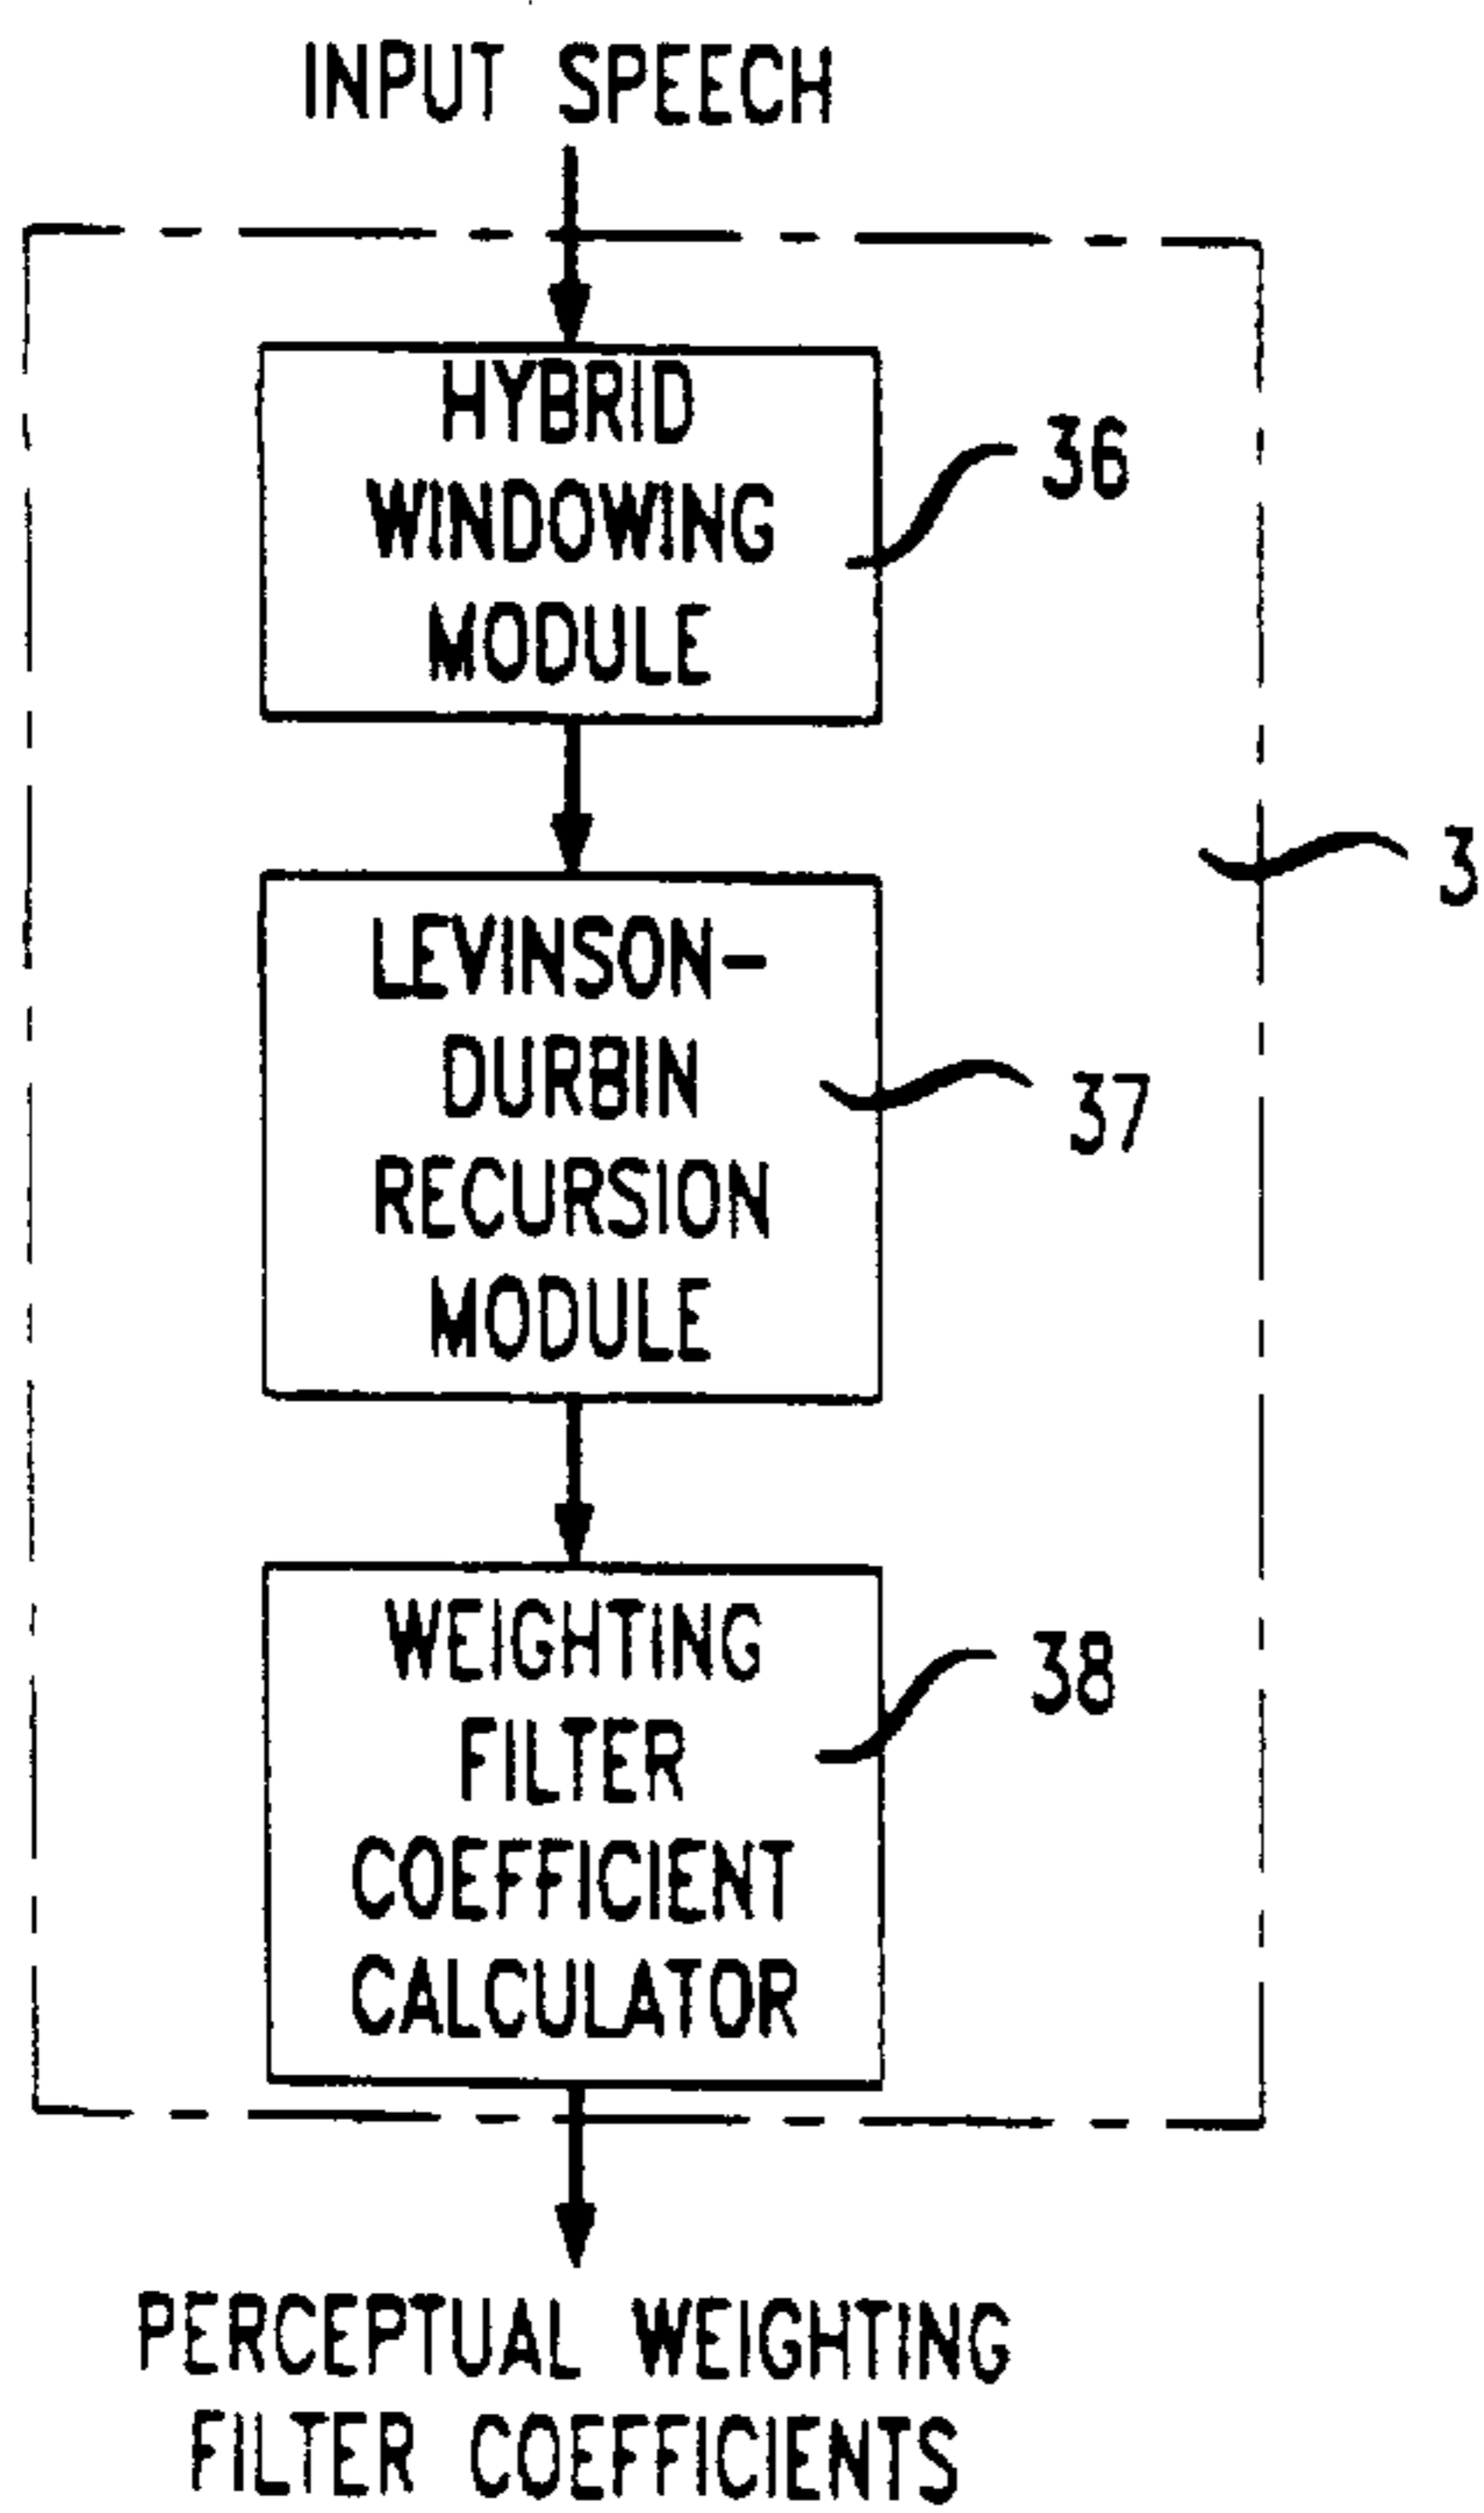 INPUT SPEECH
HYBRID
WINDOWING
MODULE
36
3
LEVINSON-
DURBIN
RECURSION
MODULE
37
WEIGHTING
FILTER
COEFFICIENT
CALCULATOR
38
PERCEPTUAL WEIGHTING
FILTER COEFFICIENTS